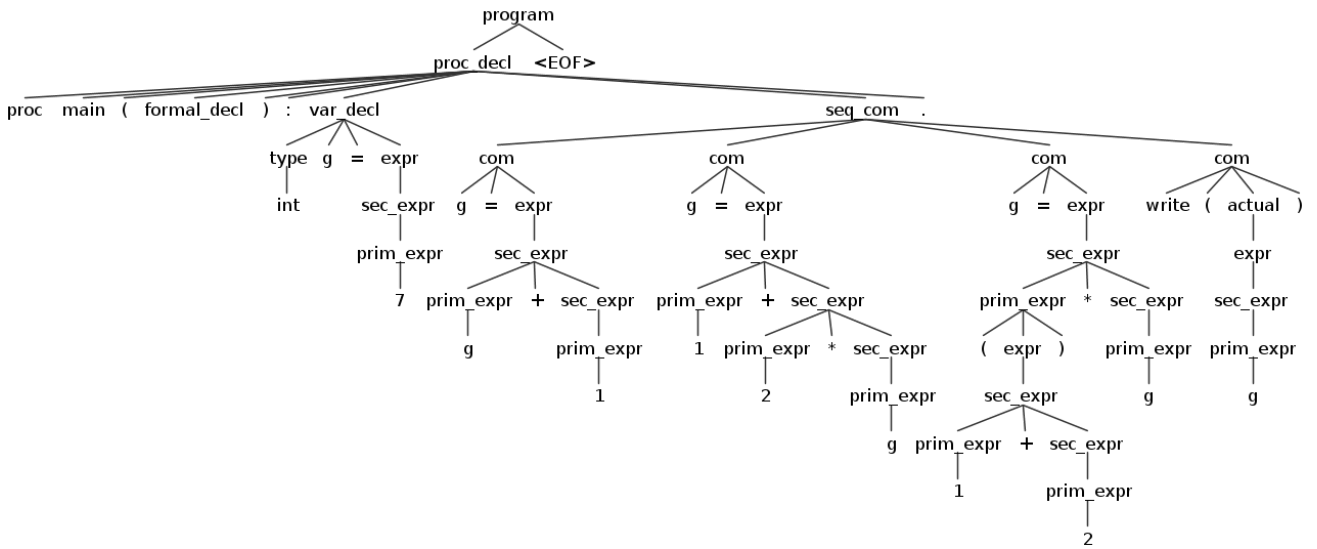 program
proc_decl <EOF>
proc main ( formal_decl ) : var_decl seq_com .
type g = expr com com com com
int sec_expr g = expr g = expr g = expr write ( actual )
prim_expr sec_expr sec_expr sec_expr expr
7 prim_expr + sec_expr prim_expr + sec_expr prim_expr * sec_expr sec_expr
g prim_expr 1 prim_expr * sec_expr ( expr ) prim_expr prim_expr
1 2 prim_expr sec_expr g g
g prim_expr + sec_expr
1 prim_expr
2